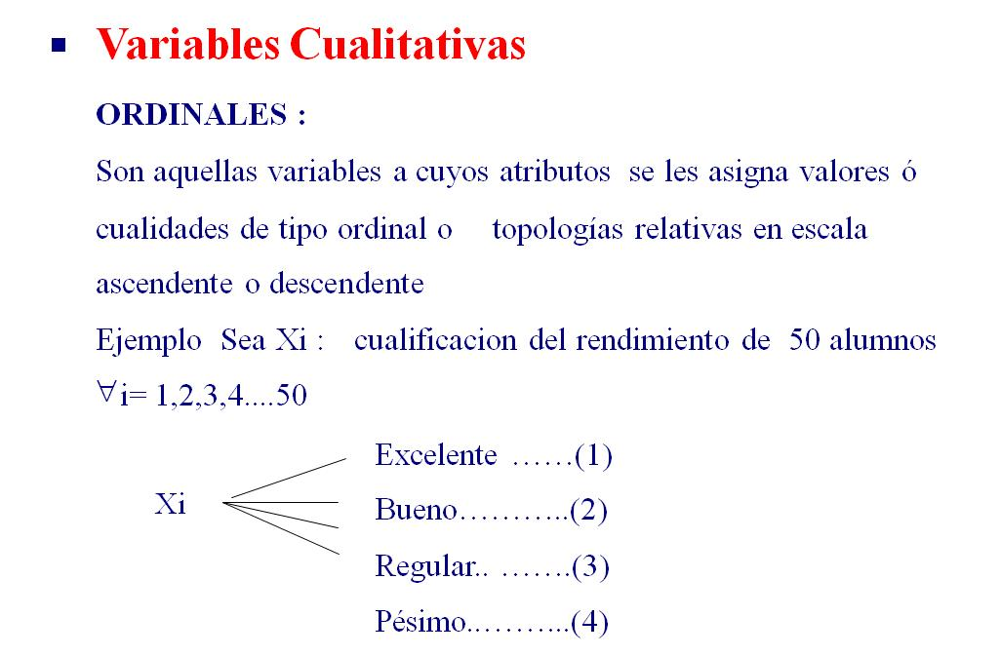 Variables Cualitativas
ORDINALES :
Son aquellas variables a cuyos atributos se les asigna valores ó
cualidades de tipo ordinal o topologías relativas en escala
ascendente o descendente
Ejemplo Sea Xi : cualificacion del rendimiento de 50 alumnos
∀i= 1,2,3,4....50
Excelente ……(1)
Xi
Bueno………..(2)
Regular.. …….(3)
Pésimo..……...(4)